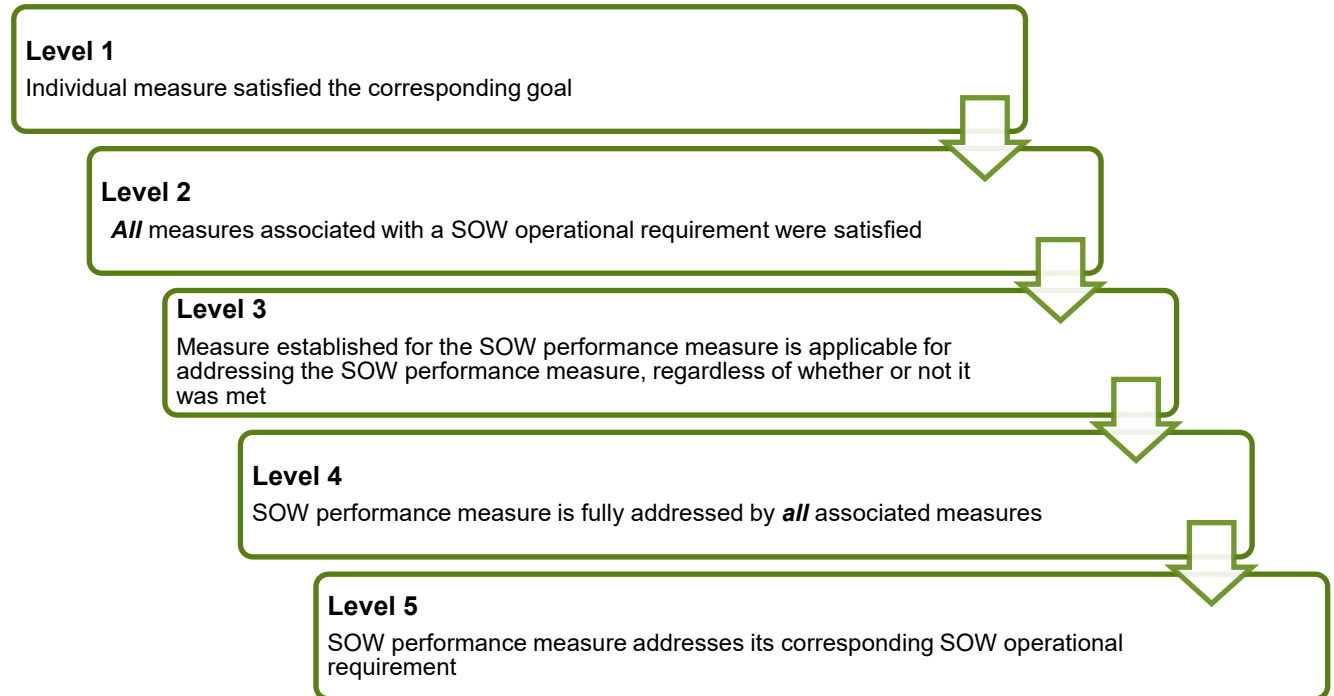 Level 1
Individual measure satisfied the corresponding goal
Level 2
All measures associated with a SOW operational requirement were satisfied
Level 3
Measure established for the SOW performance measure is applicable for
addressing the SOW performance measure, regardless of whether or not it
was met
Level 4
SOW performance measure is fully addressed by all associated measures
Level 5
SOW performance measure addresses its corresponding SOW operational
requirement